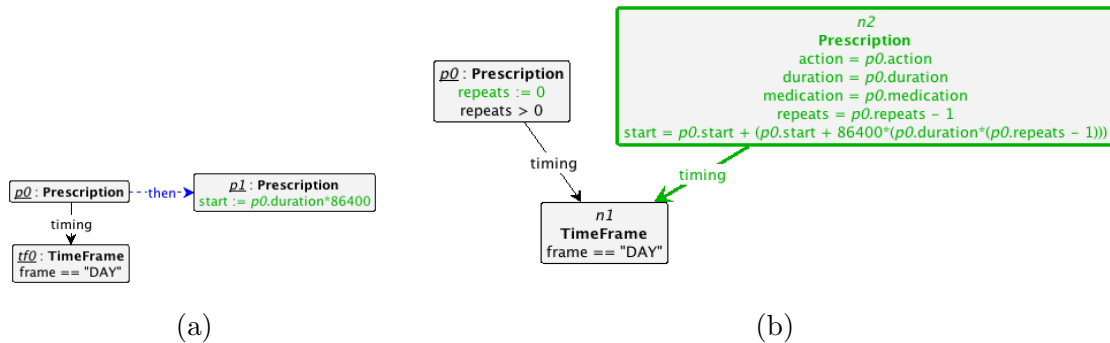 p0 : Prescription
then
p1 : Prescription
start := p0.duration*86400
timing
tf0 : TimeFrame
frame == "DAY"
(a)
n2
Prescription
action = p0.action
duration = p0.duration
medication = p0.medication
repeats = p0.repeats - 1
start = p0.start + (p0.start + 86400*(p0.duration*(p0.repeats - 1)))
p0 : Prescription
repeats := 0
repeats > 0
timing
timing
n1
TimeFrame
frame == "DAY"
(b)